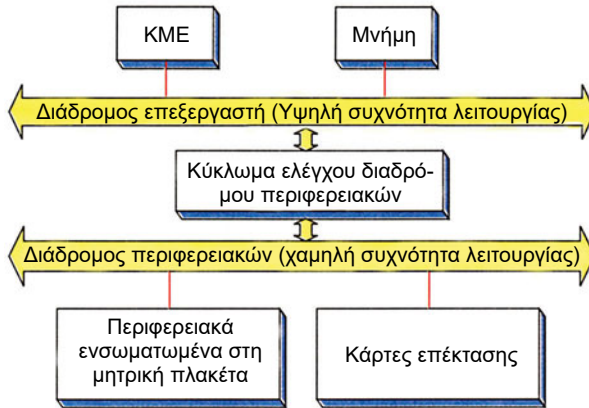 ΚΜΕ
Μνήμη
Διάδρομος επεξεργαστή (Υψηλή συχνότητα λειτουργίας)
Κύκλωμα ελέγχου διαδρό-
μου περιφερειακών
Διάδρομος περιφερειακών (χαμηλή συχνότητα λειτουργίας)
Περιφερειακά
ενσωματωμένα στη
μητρική πλακέτα
Κάρτες επέκτασης